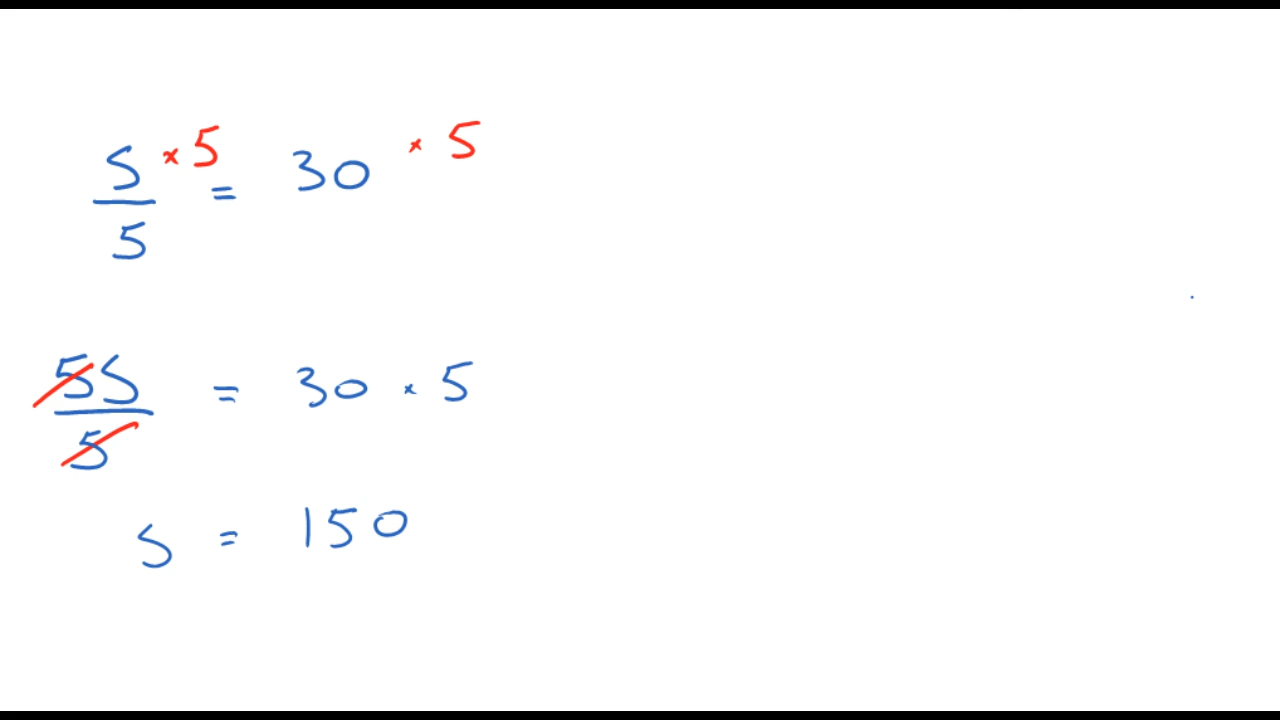 S/5 × 5 = 30 × 5
5S/5 = 30 × 5
S = 150